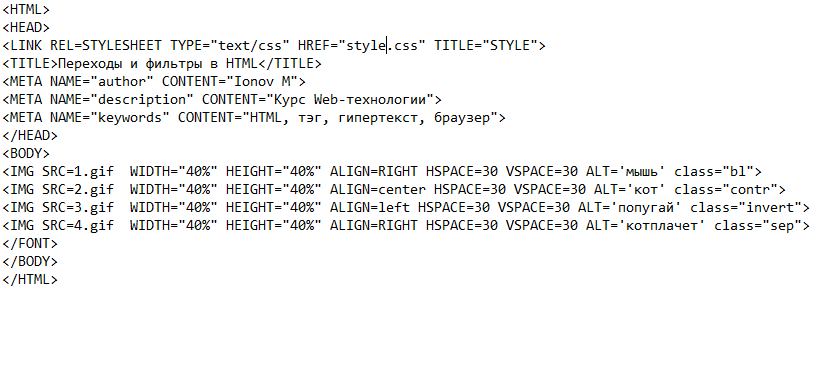 <HTML>
<HEAD>
<LINK REL=STYLESHEET TYPE="text/css" HREF="style.css" TITLE="STYLE">
<TITLE>Переходы и фильтры в HTML</TITLE>
<META NAME="author" CONTENT="Ionov M">
<META NAME="description" CONTENT="Курс Web-технологии">
<META NAME="keywords" CONTENT="HTML, тэг, гипертекст, браузер">
</HEAD>
<BODY>
<IMG SRC=1.gif  WIDTH="40%" HEIGHT="40%" ALIGN=RIGHT HSPACE=30 VSPACE=30 ALT='мышь' class="bl">
<IMG SRC=2.gif  WIDTH="40%" HEIGHT="40%" ALIGN=center HSPACE=30 VSPACE=30 ALT='кот' class="contr">
<IMG SRC=3.gif  WIDTH="40%" HEIGHT="40%" ALIGN=left HSPACE=30 VSPACE=30 ALT='попугай' class="invert">
<IMG SRC=4.gif  WIDTH="40%" HEIGHT="40%" ALIGN=RIGHT HSPACE=30 VSPACE=30 ALT='котплачет' class="sep">
</FONT>
</BODY>
</HTML>